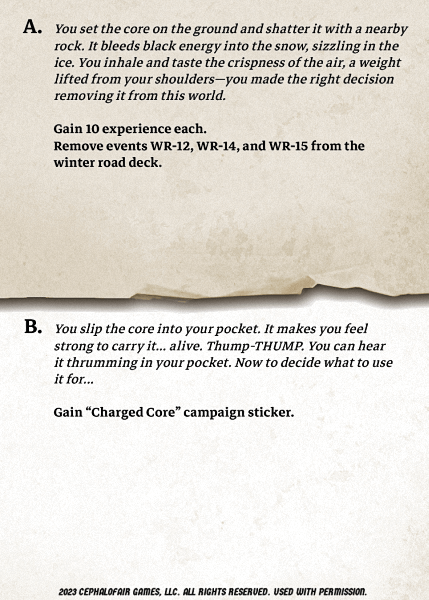 A. You set the core on the ground and shatter it with a nearby
rock. It bleeds black energy into the snow, sizzling in the
ice. You inhale and taste the crispness of the air, a weight
lifted from your shoulders—you made the right decision
removing it from this world.
Gain 10 experience each.
Remove events WR-12, WR-14, and WR-15 from the
winter road deck.
B. You slip the core into your pocket. It makes you feel
strong to carry it... alive. Thump-THUMP. You can hear
it thrumming in your pocket. Now to decide what to use
it for...
Gain “Charged Core” campaign sticker.
2023 CEPHALOFAIR GAMES, LLC. ALL RIGHTS RESERVED. USED WITH PERMISSION.